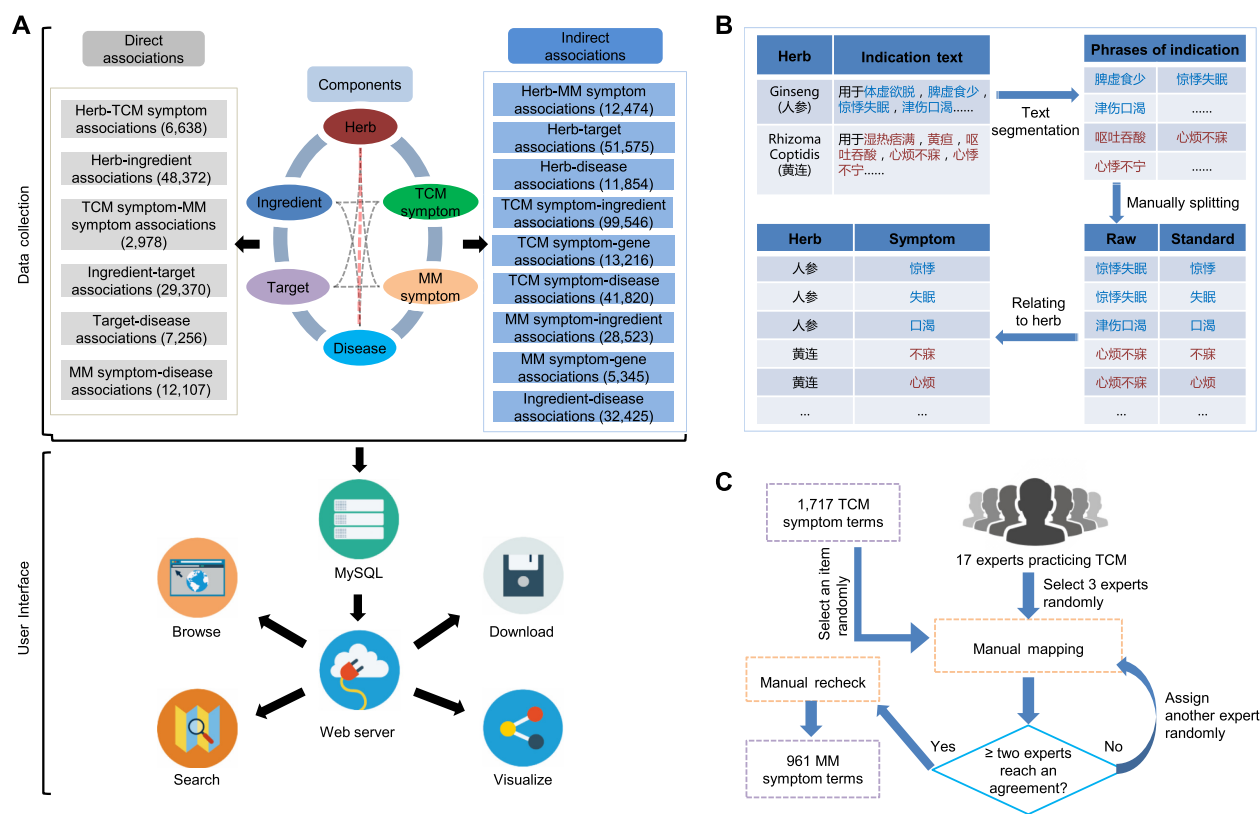 A
Direct
associations
Herb-TCM symptom
associations (6,638)
Herb-ingredient
associations (48,372)
TCM symptom-MM
symptom associations
(2,978)
Ingredient-target
associations (29,370)
Target-disease
associations (7,256)
MM symptom-disease
associations (12,107)
Components
Herb
Ingredient
TCM
symptom
Target
MM
symptom
Disease
Indirect
associations
Herb-MM symptom
associations (12,474)
Herb-target
associations (51,575)
Herb-disease
associations (11,854)
TCM symptom-ingredient
associations (99,546)
TCM symptom-gene
associations (13,216)
TCM symptom-disease
associations (41,820)
MM symptom-ingredient
associations (28,523)
MM symptom-gene
associations (5,345)
Ingredient-disease
associations (32,425)
Data collection
User Interface
MySQL
Browse
Download
Web server
Search
Visualize
B
Herb
Indication text
Ginseng
(人参)
用于体虚欲脱，脾虚食少，
惊悸失眠，津伤口渴......
Rhizoma
Coptidis
(黄连)
用于湿热痞满，黄疸，呕
吐吞酸，心烦不寐，心悸
不宁......
Text
segmentation
Phrases of indication
脾虚食少 惊悸失眠
津伤口渴 ......
呕吐吞酸 心烦不寐
心悸不宁 ......
Manually splitting
Raw Standard
惊悸失眠 惊悸
惊悸失眠 失眠
津伤口渴 口渴
心烦不寐 不寐
心烦不寐 心烦
... ...
Relating
to herb
Herb Symptom
人参 惊悸
人参 失眠
人参 口渴
黄连 不寐
黄连 心烦
... ...
C
1,717 TCM
symptom terms
17 experts practicing TCM
Select an item
randomly
Select 3 experts
randomly
Manual mapping
Manual recheck
Assign
another expert
randomly
Yes
≥ two experts
reach an
agreement?
No
961 MM
symptom terms